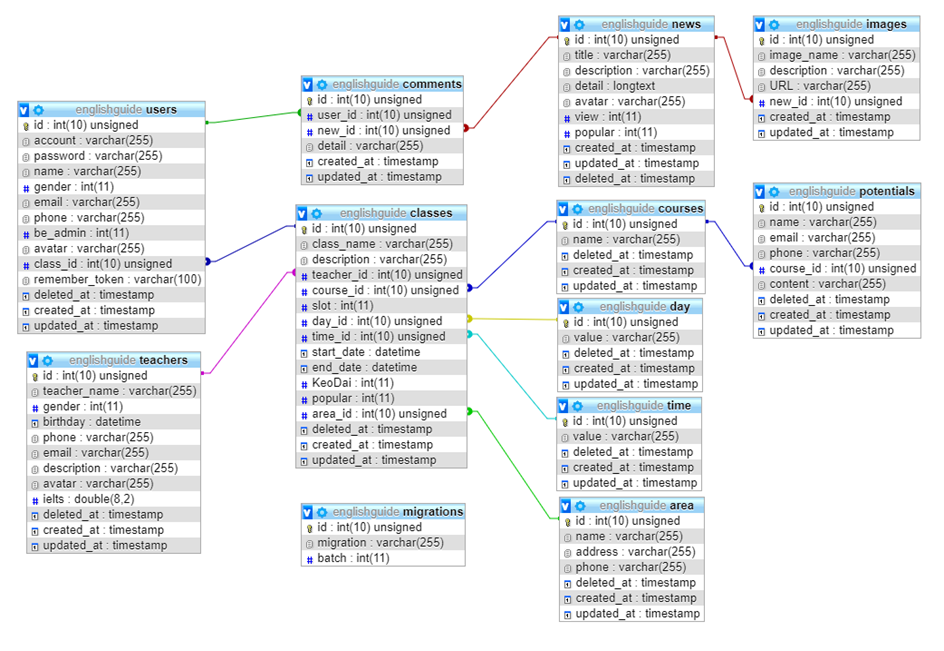 englishguide users
id : int(10) unsigned
account : varchar(255)
password : varchar(255)
name : varchar(255)
gender : int(11)
email : varchar(255)
phone : varchar(255)
be_admin : int(11)
avatar : varchar(255)
class_id : int(10) unsigned
remember_token : varchar(100)
deleted_at : timestamp
created_at : timestamp
updated_at : timestamp
englishguide teachers
id : int(10) unsigned
teacher_name : varchar(255)
gender : int(11)
birthday : datetime
phone : varchar(255)
email : varchar(255)
description : varchar(255)
avatar : varchar(255)
ielts : double(8,2)
deleted_at : timestamp
created_at : timestamp
updated_at : timestamp
englishguide comments
id : int(10) unsigned
user_id : int(10) unsigned
new_id : int(10) unsigned
detail : varchar(255)
created_at : timestamp
updated_at : timestamp
englishguide classes
id : int(10) unsigned
class_name : varchar(255)
description : varchar(255)
teacher_id : int(10) unsigned
course_id : int(10) unsigned
slot : int(11)
day_id : int(10) unsigned
time_id : int(10) unsigned
start_date : datetime
end_date : datetime
KeoDai : int(11)
popular : int(11)
area_id : int(10) unsigned
deleted_at : timestamp
created_at : timestamp
updated_at : timestamp
englishguide migrations
id : int(10) unsigned
migration : varchar(255)
batch : int(11)
englishguide news
id : int(10) unsigned
title : varchar(255)
description : varchar(255)
detail : longtext
avatar : varchar(255)
view : int(11)
popular : int(11)
created_at : timestamp
updated_at : timestamp
deleted_at : timestamp
englishguide courses
id : int(10) unsigned
name : varchar(255)
deleted_at : timestamp
created_at : timestamp
updated_at : timestamp
englishguide day
id : int(10) unsigned
value : varchar(255)
deleted_at : timestamp
created_at : timestamp
updated_at : timestamp
englishguide time
id : int(10) unsigned
value : varchar(255)
deleted_at : timestamp
created_at : timestamp
updated_at : timestamp
englishguide area
id : int(10) unsigned
name : varchar(255)
address : varchar(255)
phone : varchar(255)
deleted_at : timestamp
created_at : timestamp
updated_at : timestamp
englishguide images
id : int(10) unsigned
image_name : varchar(255)
description : varchar(255)
URL : varchar(255)
new_id : int(10) unsigned
created_at : timestamp
updated_at : timestamp
englishguide potentials
id : int(10) unsigned
name : varchar(255)
email : varchar(255)
phone : varchar(255)
course_id : int(10) unsigned
content : varchar(255)
deleted_at : timestamp
created_at : timestamp
updated_at : timestamp